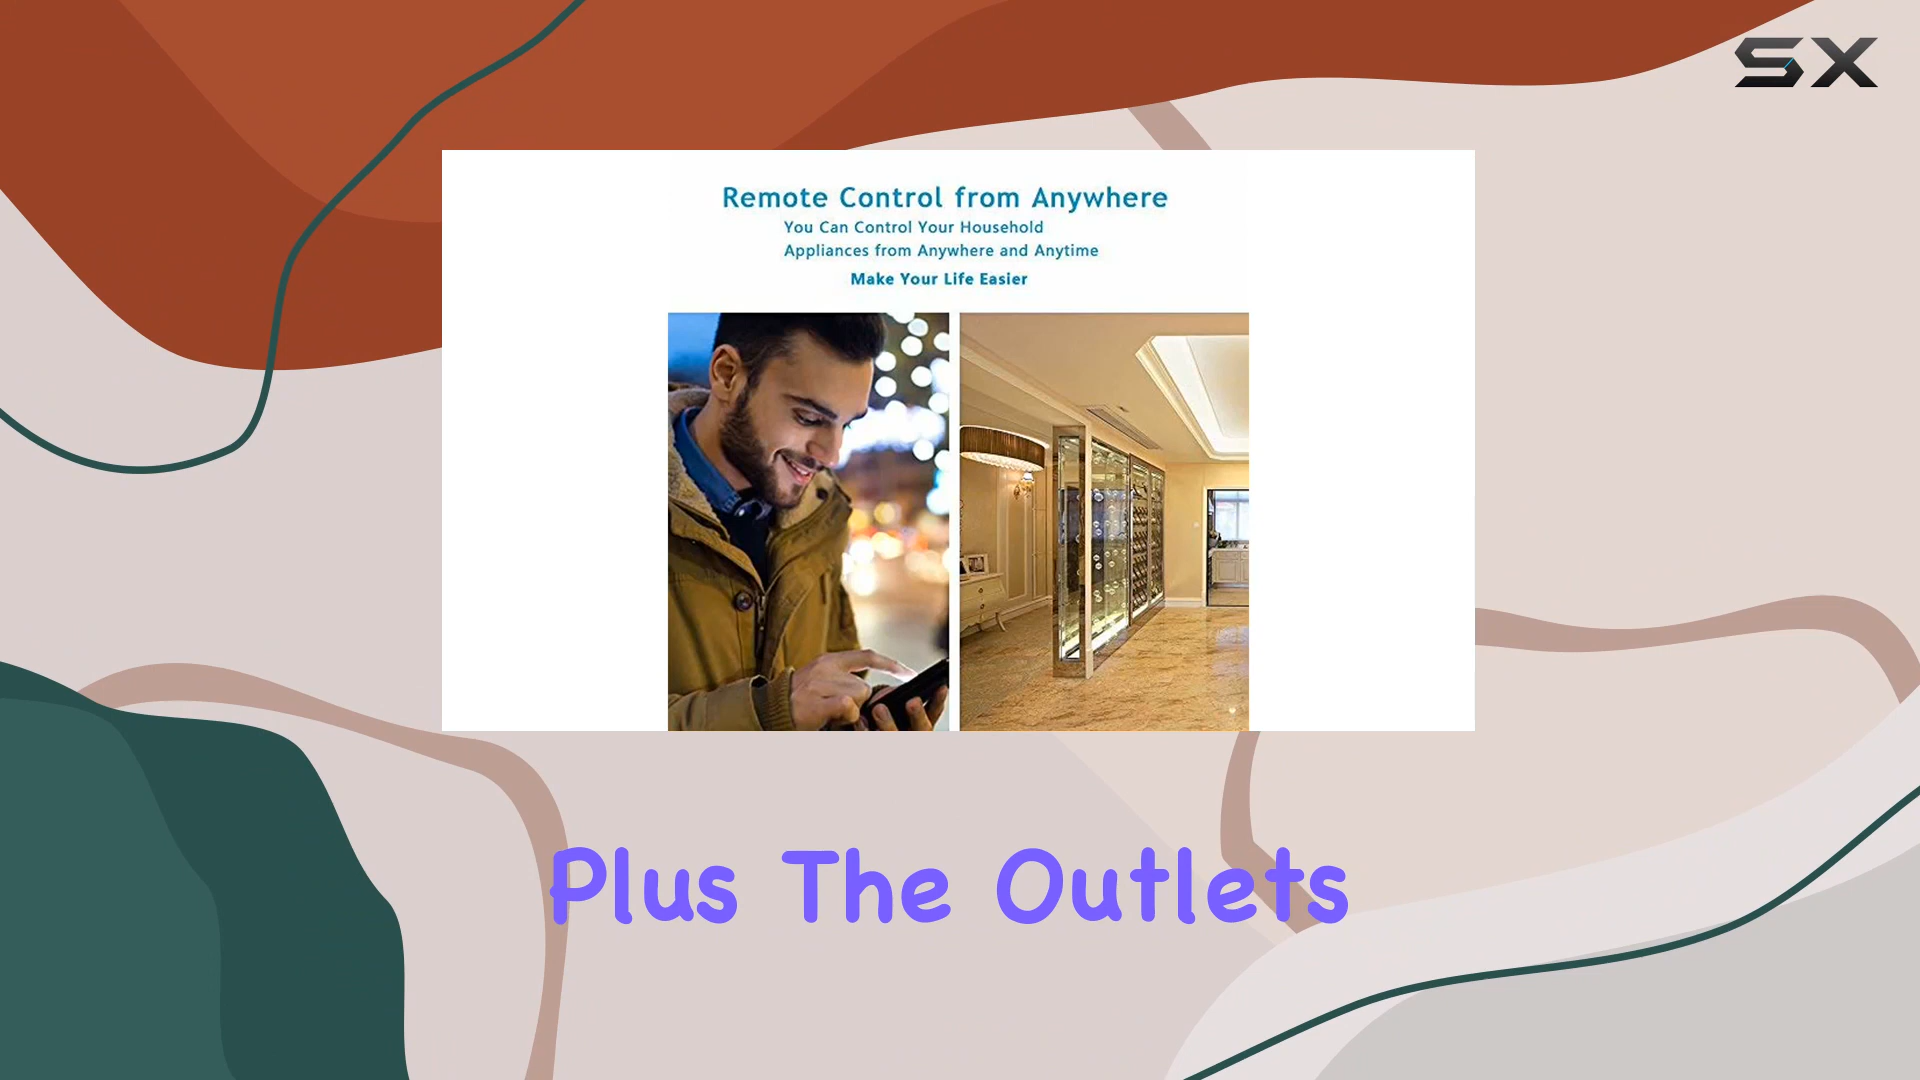 SX
Remote Control from Anywhere
You Can Control Your Household
Appliances from Anywhere and Anytime
Make Your Life Easier
Plus The Outlets